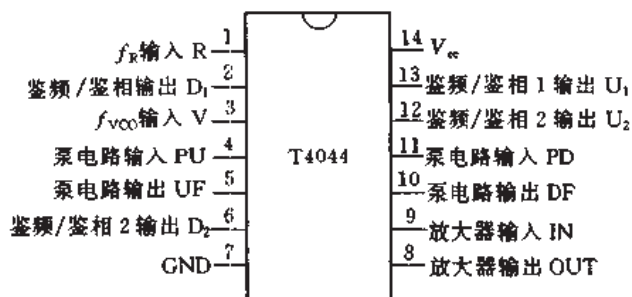 f_R输入 R 1
鉴频/鉴相输出 D₁ 2
f_VCO输入 V 3
泵电路输入 PU 4
泵电路输出 UF 5
鉴频/鉴相 2 输出 D₂ 6
GND 7
T4044
14 V_cc
13 鉴频/鉴相 1 输出 U₁
12 鉴频/鉴相 2 输出 U₂
11 泵电路输入 PD
10 泵电路输出 DF
9 放大器输入 IN
8 放大器输出 OUT